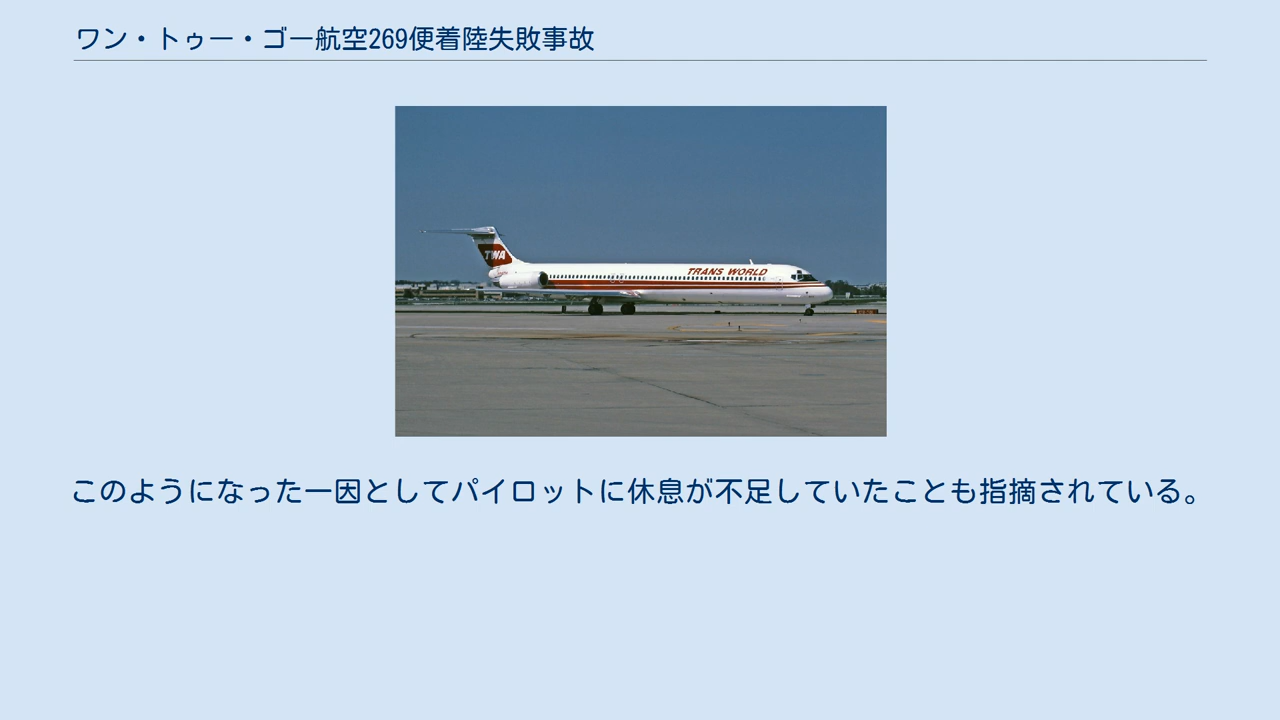 ワン・トゥー・ゴー航空269便着陸失敗事故
TWA
TRANS WORLD
このようになった一因としてパイロットに休息が不足していたことも指摘されている。